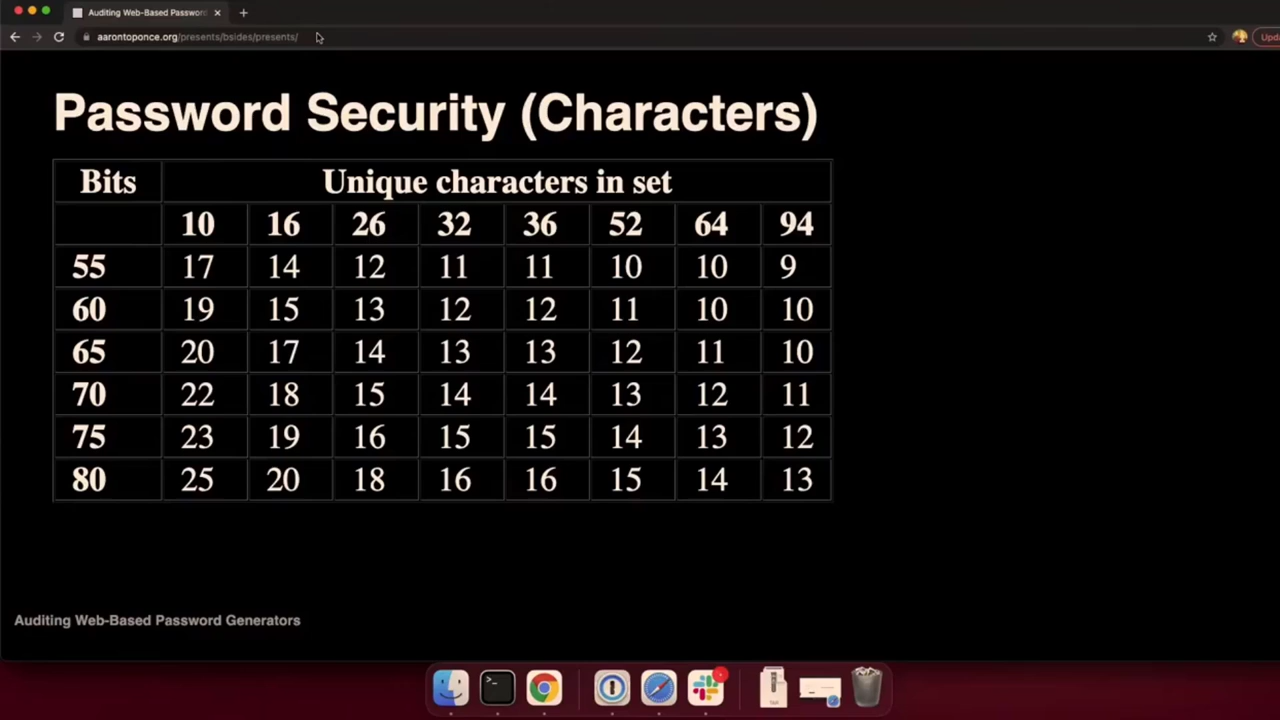 Auditing Web-Based Password
aarontoponce.org/presents/bsides/presents/
Upda
Password Security (Characters)
Bits Unique characters in set
10 16 26 32 36 52 64 94
55 17 14 12 11 11 10 10 9
60 19 15 13 12 12 11 10 10
65 20 17 14 13 13 12 11 10
70 22 18 15 14 14 13 12 11
75 23 19 16 15 15 14 13 12
80 25 20 18 16 16 15 14 13
Auditing Web-Based Password Generators